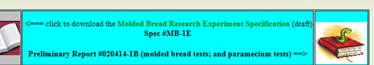 <=== click to download the Molded Bread Research Experiment Specification (draft)
Spec #MB-1E
Preliminary Report #020414-1B (molded bread tests; and paramecium tests) ==>